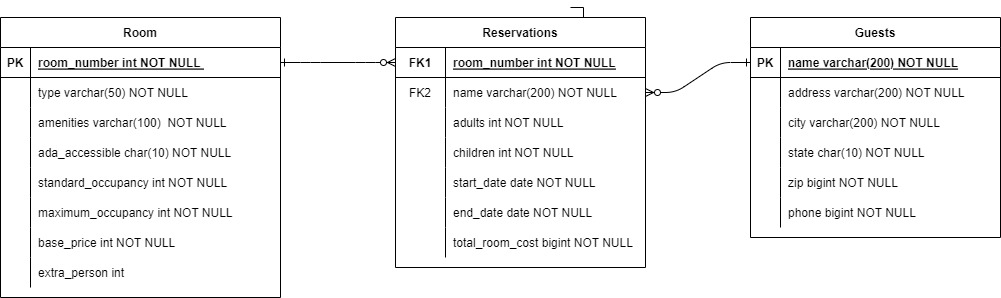 Room
PK room_number int NOT NULL
type varchar(50) NOT NULL
amenities varchar(100)  NOT NULL
ada_accessible char(10) NOT NULL
standard_occupancy int NOT NULL
maximum_occupancy int NOT NULL
base_price int NOT NULL
extra_person int
Reservations
FK1 room_number int NOT NULL
FK2 name varchar(200) NOT NULL
adults int NOT NULL
children int NOT NULL
start_date date NOT NULL
end_date date NOT NULL
total_room_cost bigint NOT NULL
Guests
PK name varchar(200) NOT NULL
address varchar(200) NOT NULL
city varchar(200) NOT NULL
state char(10) NOT NULL
zip bigint NOT NULL
phone bigint NOT NULL